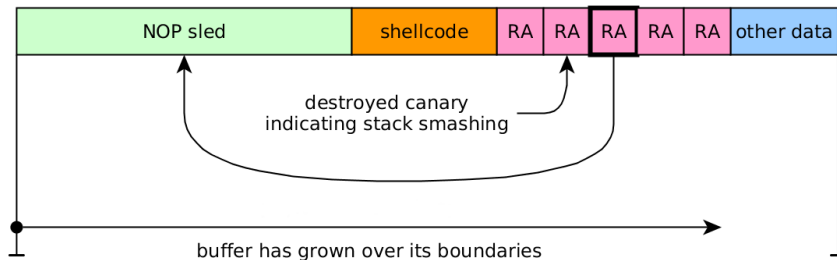 NOP sled shellcode RA RA RA RA RA other data
destroyed canary
indicating stack smashing
buffer has grown over its boundaries